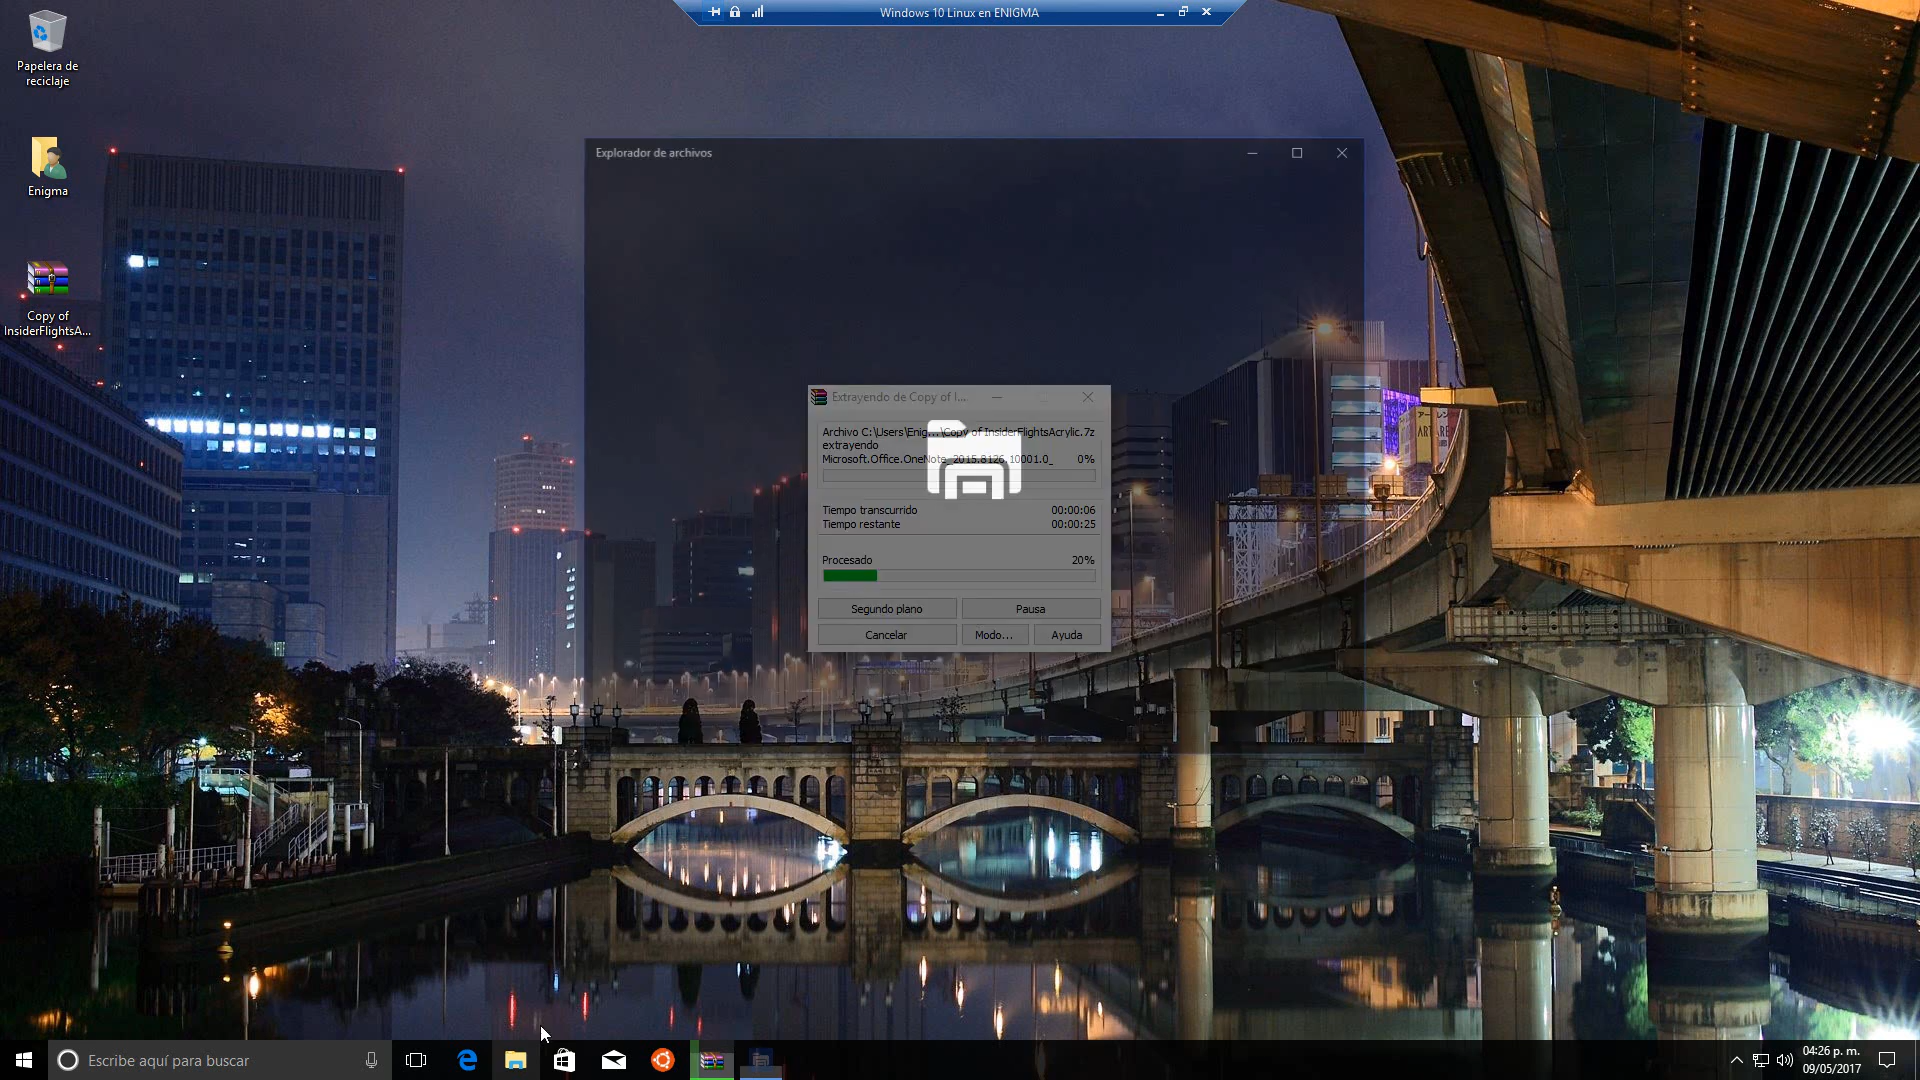 Windows 10 Linux en ENIGMA
Papelera de
reciclaje
Enigma
Copy of
InsiderFlightsA...
Explorador de archivos
Extrayendo de Copy of I...
Archivo C:\Users\Enig...\Copy of InsiderFlightsAcrylic.7z
extrayendo
Microsoft.Office.OneNote_2015.8126.10001.0_ 0%
Tiempo transcurrido 00:00:06
Tiempo restante 00:00:25
Procesado 20%
Segundo plano Pausa
Cancelar Modo... Ayuda
Escribe aquí para buscar
04:26 p. m.
09/05/2017